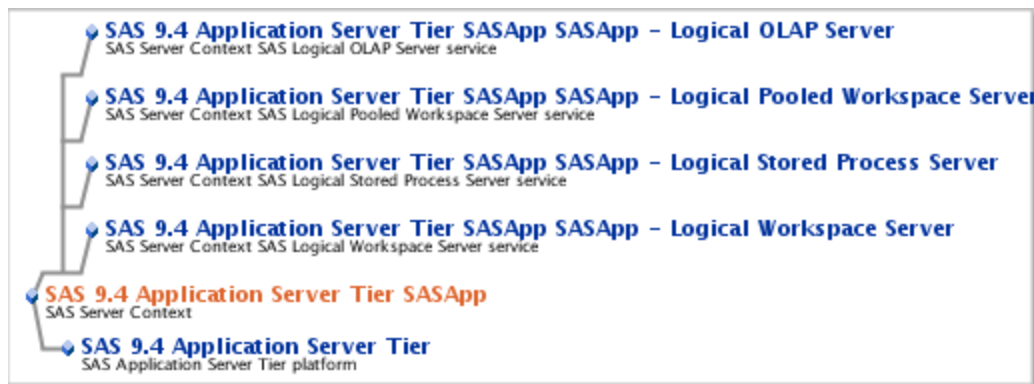 SAS 9.4 Application Server Tier SASApp SASApp – Logical OLAP Server
SAS Server Context SAS Logical OLAP Server service
SAS 9.4 Application Server Tier SASApp SASApp – Logical Pooled Workspace Server
SAS Server Context SAS Logical Pooled Workspace Server service
SAS 9.4 Application Server Tier SASApp SASApp – Logical Stored Process Server
SAS Server Context SAS Logical Stored Process Server service
SAS 9.4 Application Server Tier SASApp SASApp – Logical Workspace Server
SAS Server Context SAS Logical Workspace Server service
SAS 9.4 Application Server Tier SASApp
SAS Server Context
SAS 9.4 Application Server Tier
SAS Application Server Tier platform